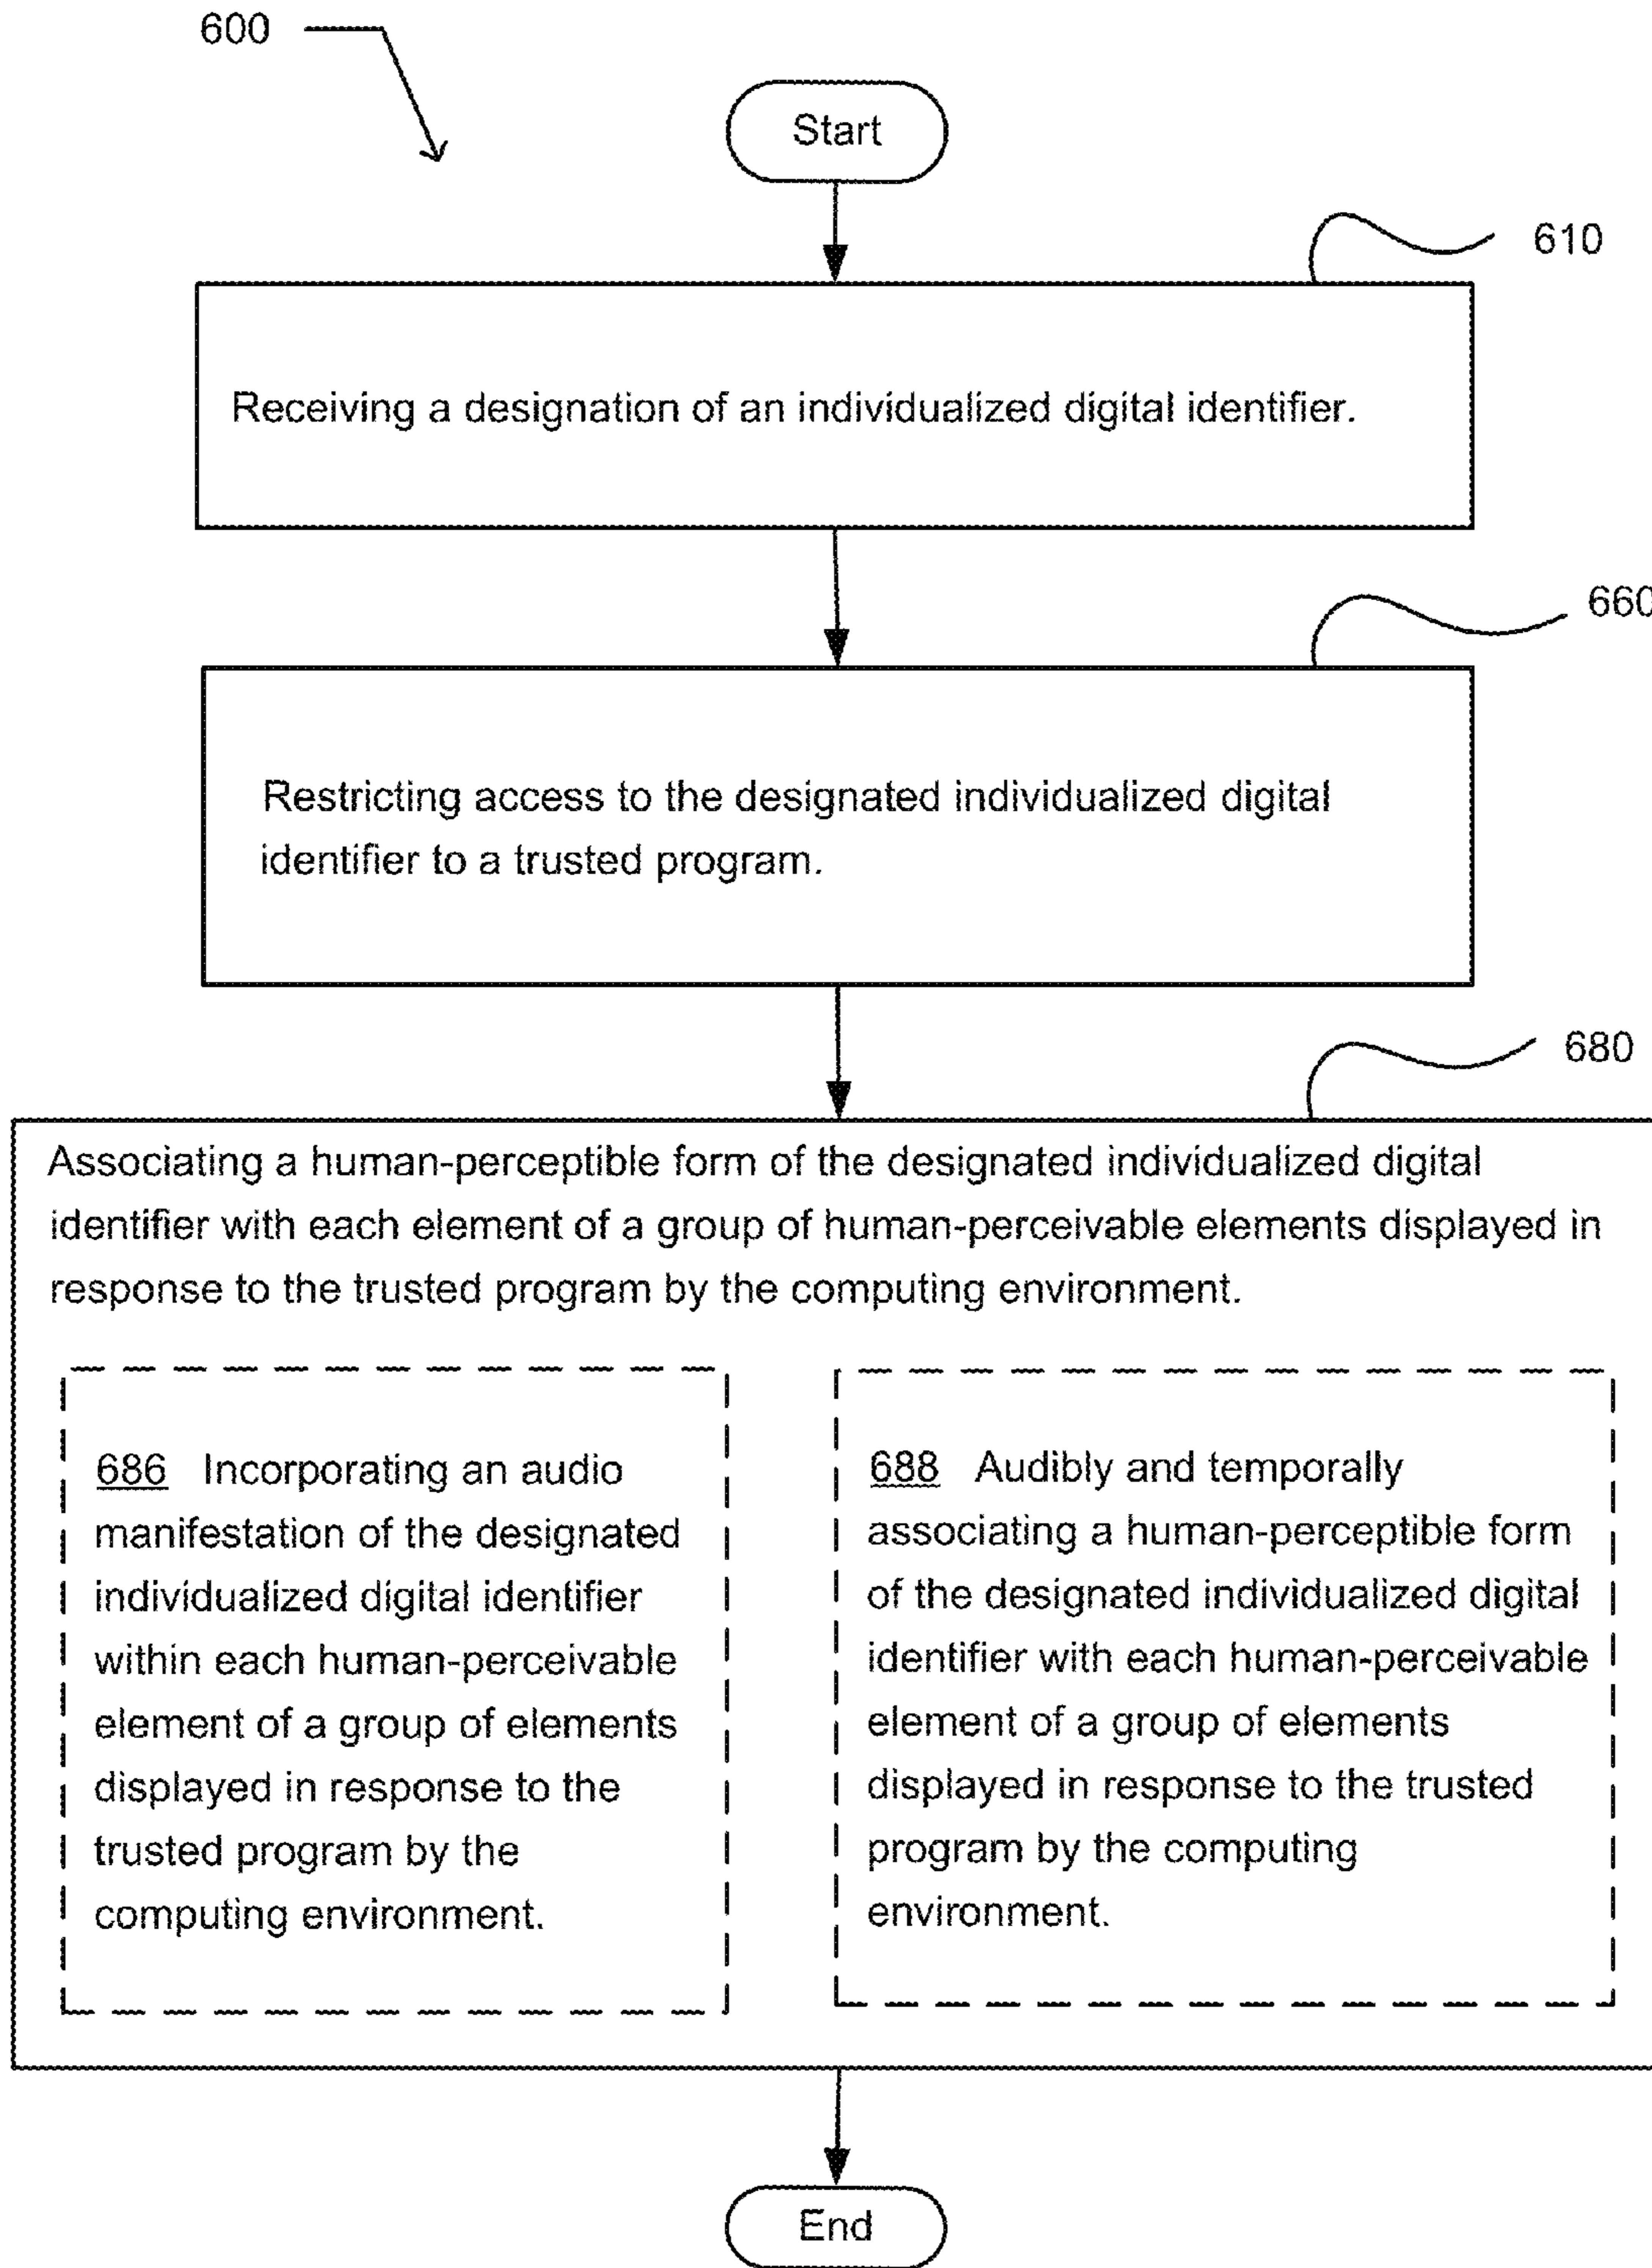 600
Start
610
Receiving a designation of an individualized digital identifier.
660
Restricting access to the designated individualized digital
identifier to a trusted program.
680
Associating a human-perceptible form of the designated individualized digital
identifier with each element of a group of human-perceivable elements displayed in
response to the trusted program by the computing environment.
686 Incorporating an audio
manifestation of the designated
individualized digital identifier
within each human-perceivable
element of a group of elements
displayed in response to the
trusted program by the
computing environment.
688 Audibly and temporally
associating a human-perceptible form
of the designated individualized digital
identifier with each human-perceivable
element of a group of elements
displayed in response to the trusted
program by the computing
environment.
End